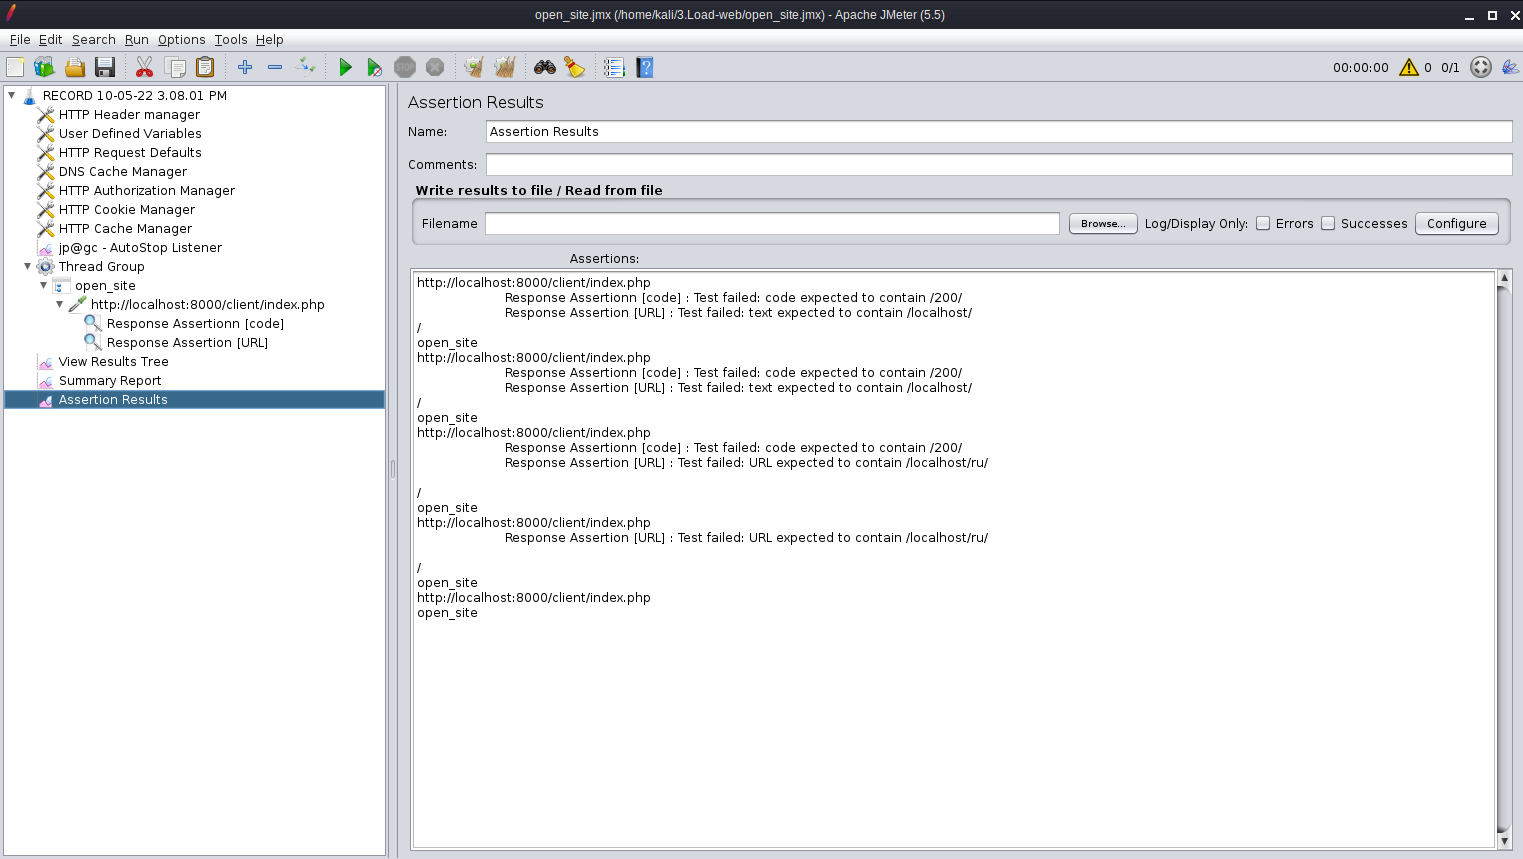 open_site.jmx (/home/kali/3.Load-web/open_site.jmx) - Apache JMeter (5.5)
File Edit Search Run Options Tools Help
STOP
00:00:00 0 0/1
RECORD 10-05-22 3.08.01 PM
HTTP Header manager
User Defined Variables
HTTP Request Defaults
DNS Cache Manager
HTTP Authorization Manager
HTTP Cookie Manager
HTTP Cache Manager
jp@gc - AutoStop Listener
Thread Group
open_site
http://localhost:8000/client/index.php
Response Assertionn [code]
Response Assertion [URL]
View Results Tree
Summary Report
Assertion Results
Assertion Results
Name: Assertion Results
Comments:
Write results to file / Read from file
Filename Browse... Log/Display Only: Errors Successes Configure
Assertions:
http://localhost:8000/client/index.php
Response Assertionn [code] : Test failed: code expected to contain /200/
Response Assertion [URL] : Test failed: text expected to contain /localhost/
/
open_site
http://localhost:8000/client/index.php
Response Assertionn [code] : Test failed: code expected to contain /200/
Response Assertion [URL] : Test failed: text expected to contain /localhost/
/
open_site
http://localhost:8000/client/index.php
Response Assertionn [code] : Test failed: code expected to contain /200/
Response Assertion [URL] : Test failed: URL expected to contain /localhost/ru/
/
open_site
http://localhost:8000/client/index.php
Response Assertion [URL] : Test failed: URL expected to contain /localhost/ru/
/
open_site
http://localhost:8000/client/index.php
open_site